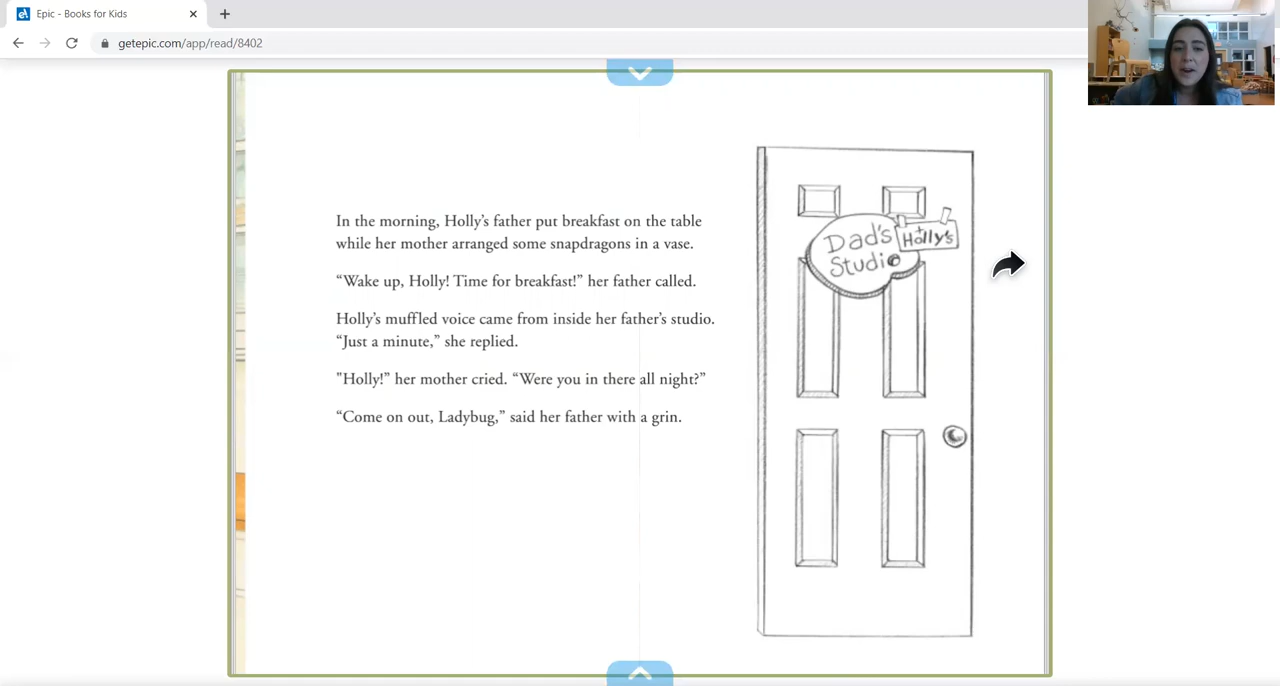 Epic - Books for Kids
getepic.com/app/read/8402
In the morning, Holly's father put breakfast on the table
while her mother arranged some snapdragons in a vase.
“Wake up, Holly! Time for breakfast!” her father called.
Holly's muffled voice came from inside her father's studio.
“Just a minute,” she replied.
"Holly!” her mother cried. “Were you in there all night?”
“Come on out, Ladybug,” said her father with a grin.
Dad's
Studio
+
Holly's